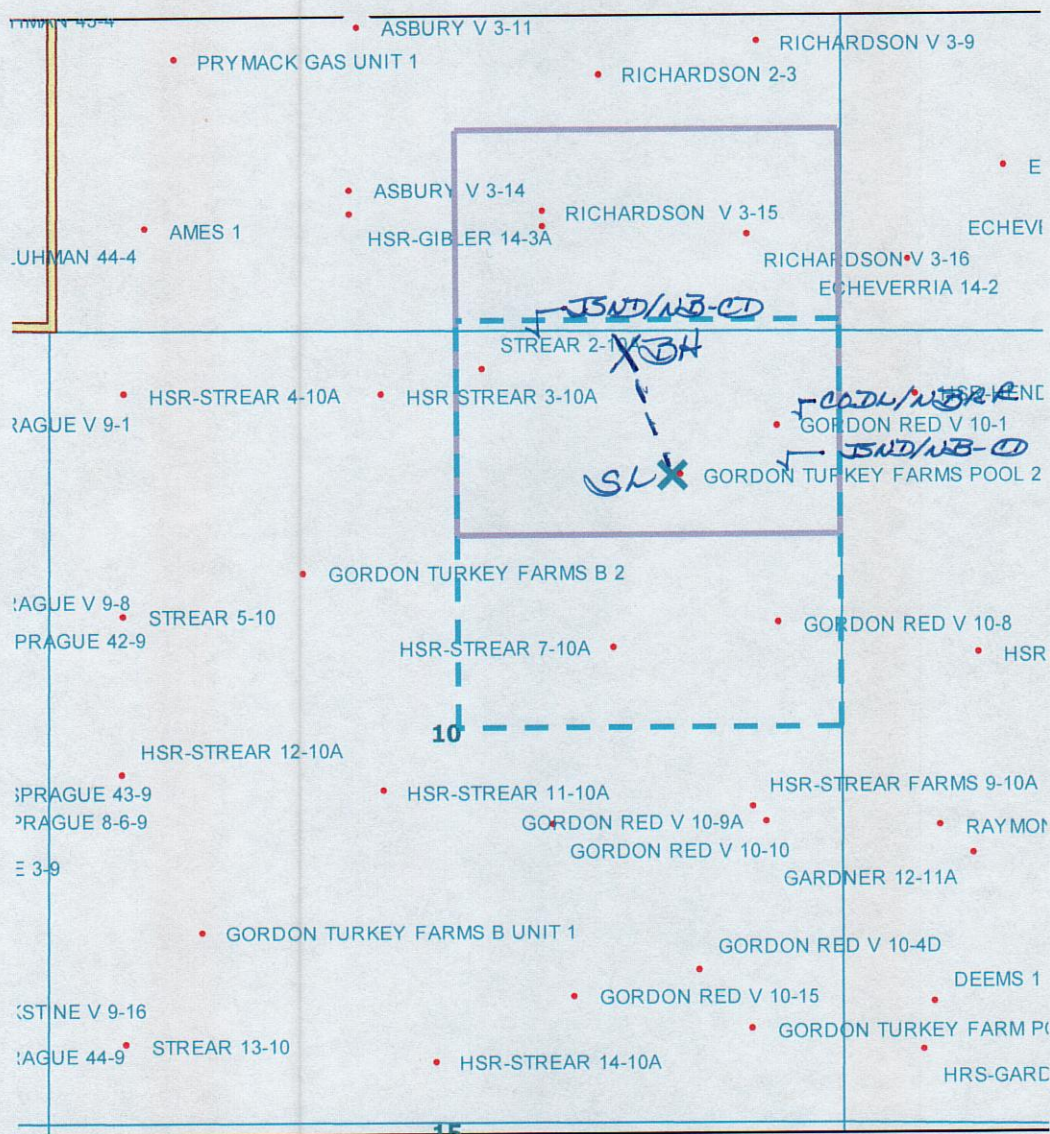 ASBURY V 3-11
RICHARDSON V 3-9
PRYMACK GAS UNIT 1
RICHARDSON 2-3
E
ASBURY V 3-14
RICHARDSON V 3-15
ECHEVE
AMES 1
HSR-GIBLER 14-3A
UHMAN 44-4
RICHARDSON V 3-16
ECHEVERRIA 14-2
JSND/NB-CD
STREAR 2-10A
BH
HSR-STREAR 4-10A
HSR STREAR 3-10A
CODL/NBRR
RAGUE V 9-1
GORDON RED V 10-1
JSND/NB-CD
SL
GORDON TURKEY FARMS POOL 2
GORDON TURKEY FARMS B 2
RAGUE V 9-8
STREAR 5-10
GORDON RED V 10-8
PRAGUE 42-9
HSR-STREAR 7-10A
HSR
10
HSR-STREAR 12-10A
HSR-STREAR FARMS 9-10A
SPRAGUE 43-9
HSR-STREAR 11-10A
PRAGUE 8-6-9
GORDON RED V 10-9A
RAYMON
GORDON RED V 10-10
E 3-9
GARDNER 12-11A
GORDON TURKEY FARMS B UNIT 1
GORDON RED V 10-4D
DEEMS 1
GORDON RED V 10-15
KSTINE V 9-16
GORDON TURKEY FARM PO
RAGUE 44-9
STREAR 13-10
HSR-STREAR 14-10A
HRS-GARD
15